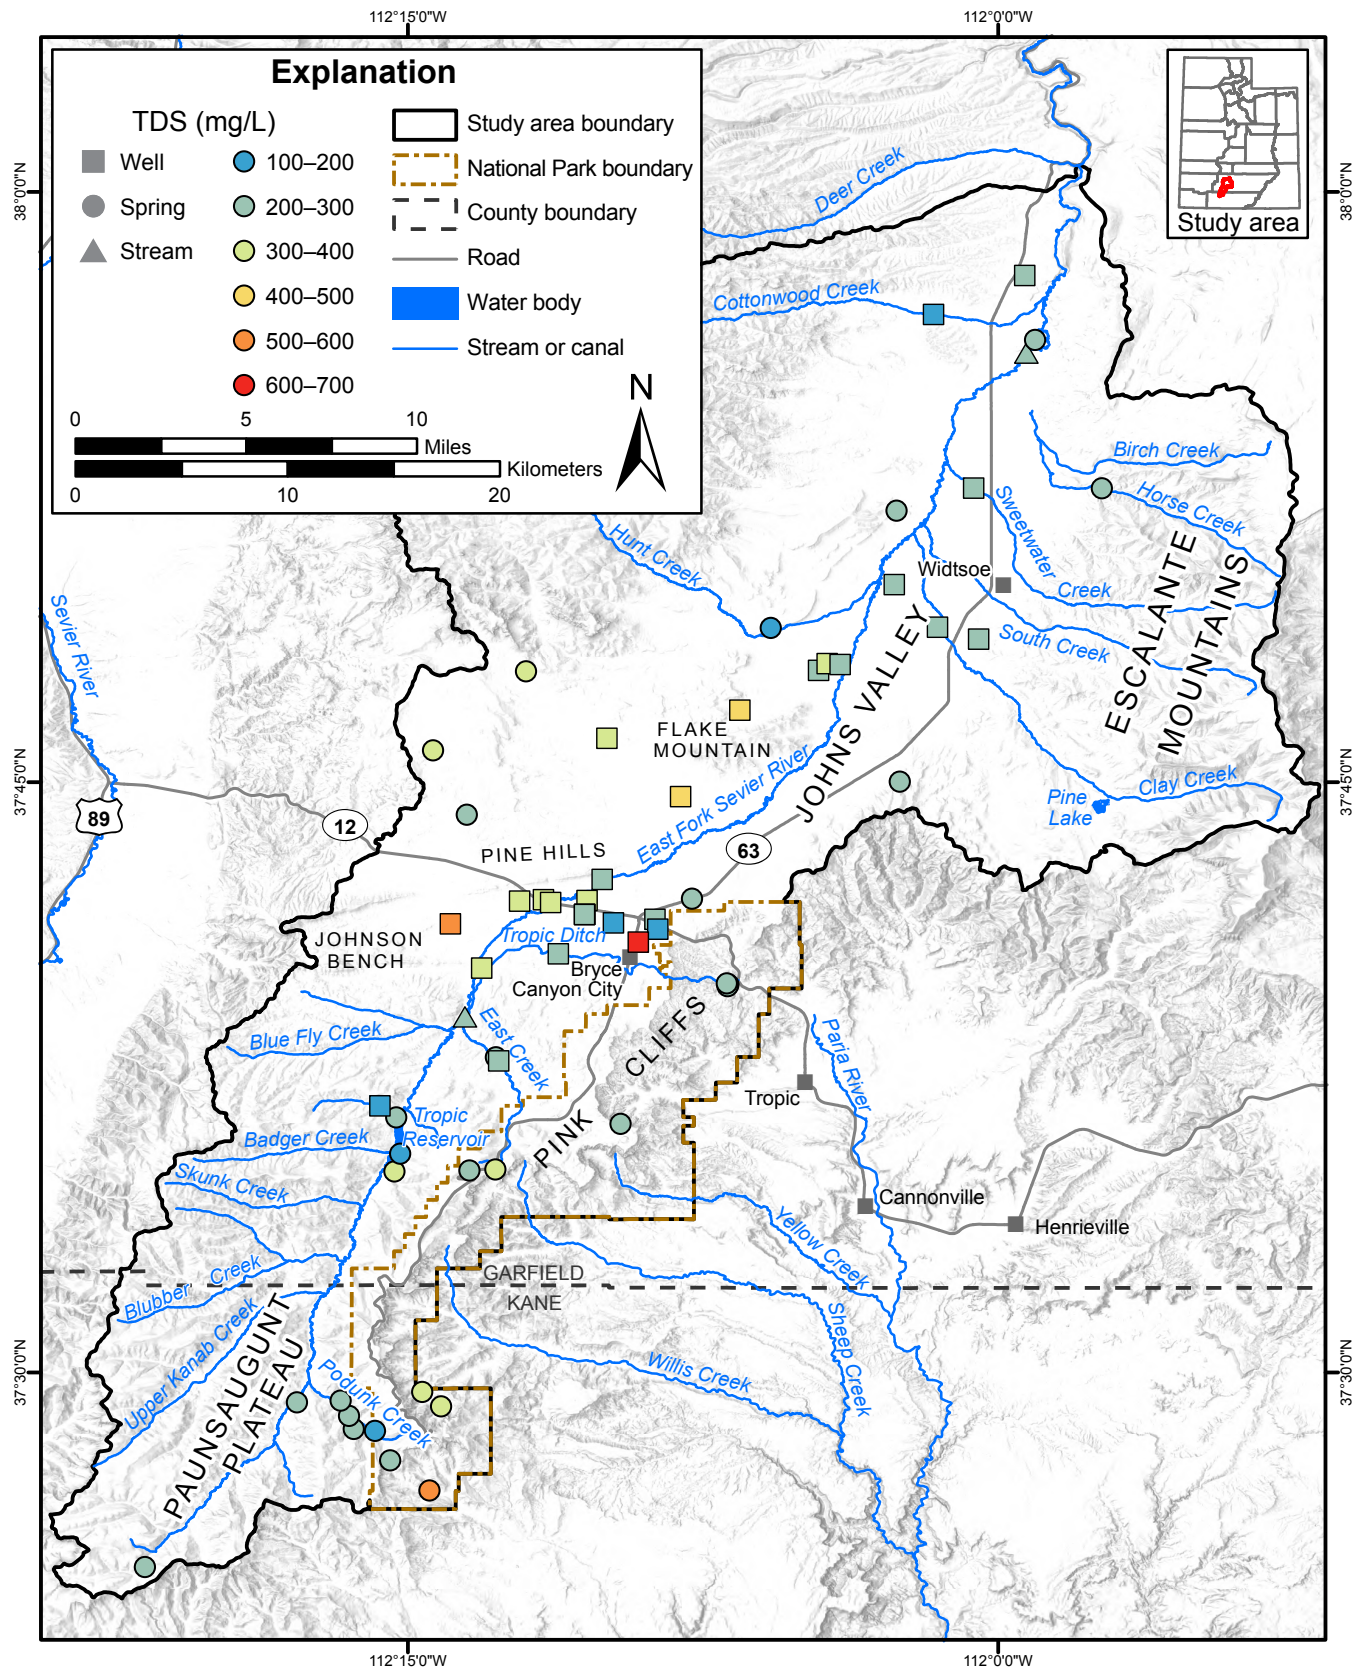 112°15'0"W
112°0'0"W
Explanation
TDS (mg/L)
Well
Spring
Stream
100–200
200–300
300–400
400–500
500–600
600–700
Study area boundary
National Park boundary
County boundary
Road
Water body
Stream or canal
0
5
10
Miles
Kilometers
0
10
20
N
Study area
38°0'0"N
38°0'0"N
Deer Creek
Cottonwood Creek
Birch Creek
Horse Creek
Sweetwater
Creek
Hunt Creek
Widtsoe
South Creek
ESCALANTE
MOUNTAINS
Sevier River
JOHNS VALLEY
FLAKE
MOUNTAIN
East Fork Sevier River
37°45'0"N
37°45'0"N
Clay Creek
Pine
Lake
89
12
63
PINE HILLS
JOHNSON
BENCH
Tropic Ditch
Bryce
Canyon City
PINK
CLIFFS
Blue Fly Creek
East Creek
Paria River
Tropic
Tropic
Reservoir
Badger Creek
Skunk Creek
Cannonville
Henrieville
Yellow Creek
Blubber Creek
GARFIELD
KANE
Upper Kanab Creek
Sheep Creek
Willis Creek
37°30'0"N
37°30'0"N
Podunk Creek
PAUNSAUGUNT
PLATEAU
112°15'0"W
112°0'0"W